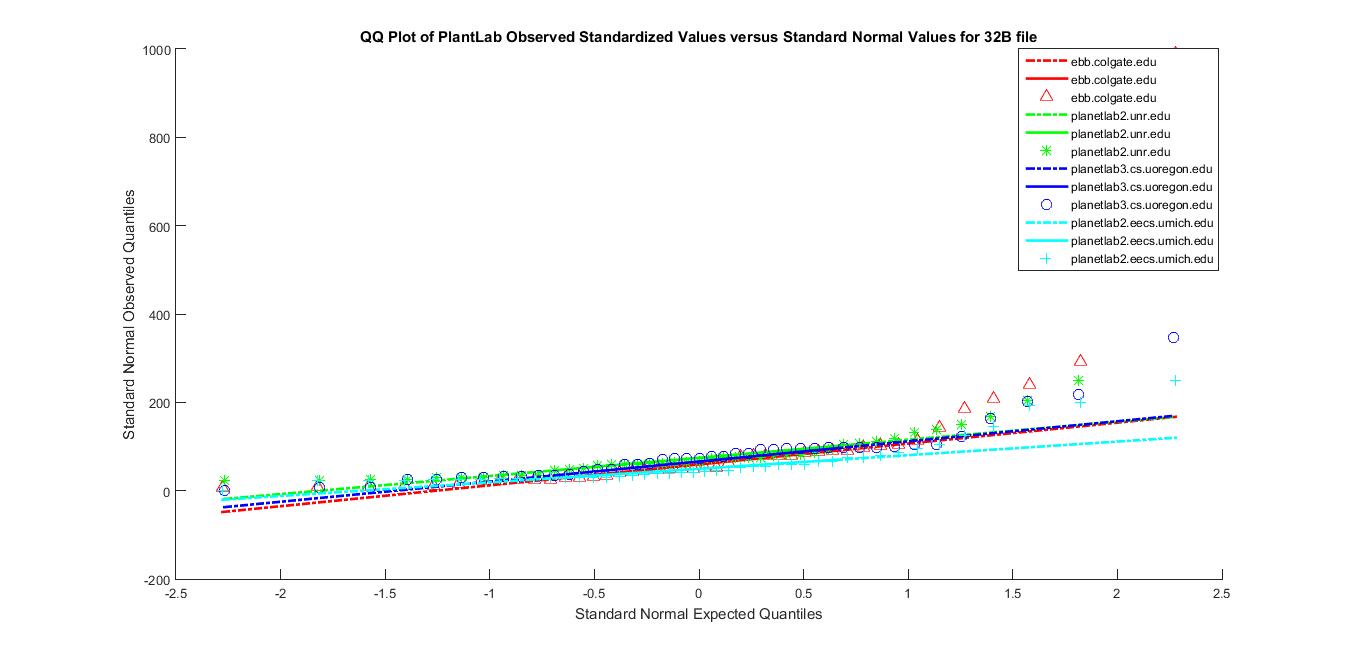 QQ Plot of PlantLab Observed Standardized Values versus Standard Normal Values for 32B file
1000
800
600
400
200
0
-200
Standard Normal Observed Quantiles
ebb.colgate.edu
ebb.colgate.edu
ebb.colgate.edu
planetlab2.unr.edu
planetlab2.unr.edu
planetlab2.unr.edu
planetlab3.cs.uoregon.edu
planetlab3.cs.uoregon.edu
planetlab3.cs.uoregon.edu
planetlab2.eecs.umich.edu
planetlab2.eecs.umich.edu
planetlab2.eecs.umich.edu
-2.5 -2 -1.5 -1 -0.5 0 0.5 1 1.5 2 2.5
Standard Normal Expected Quantiles